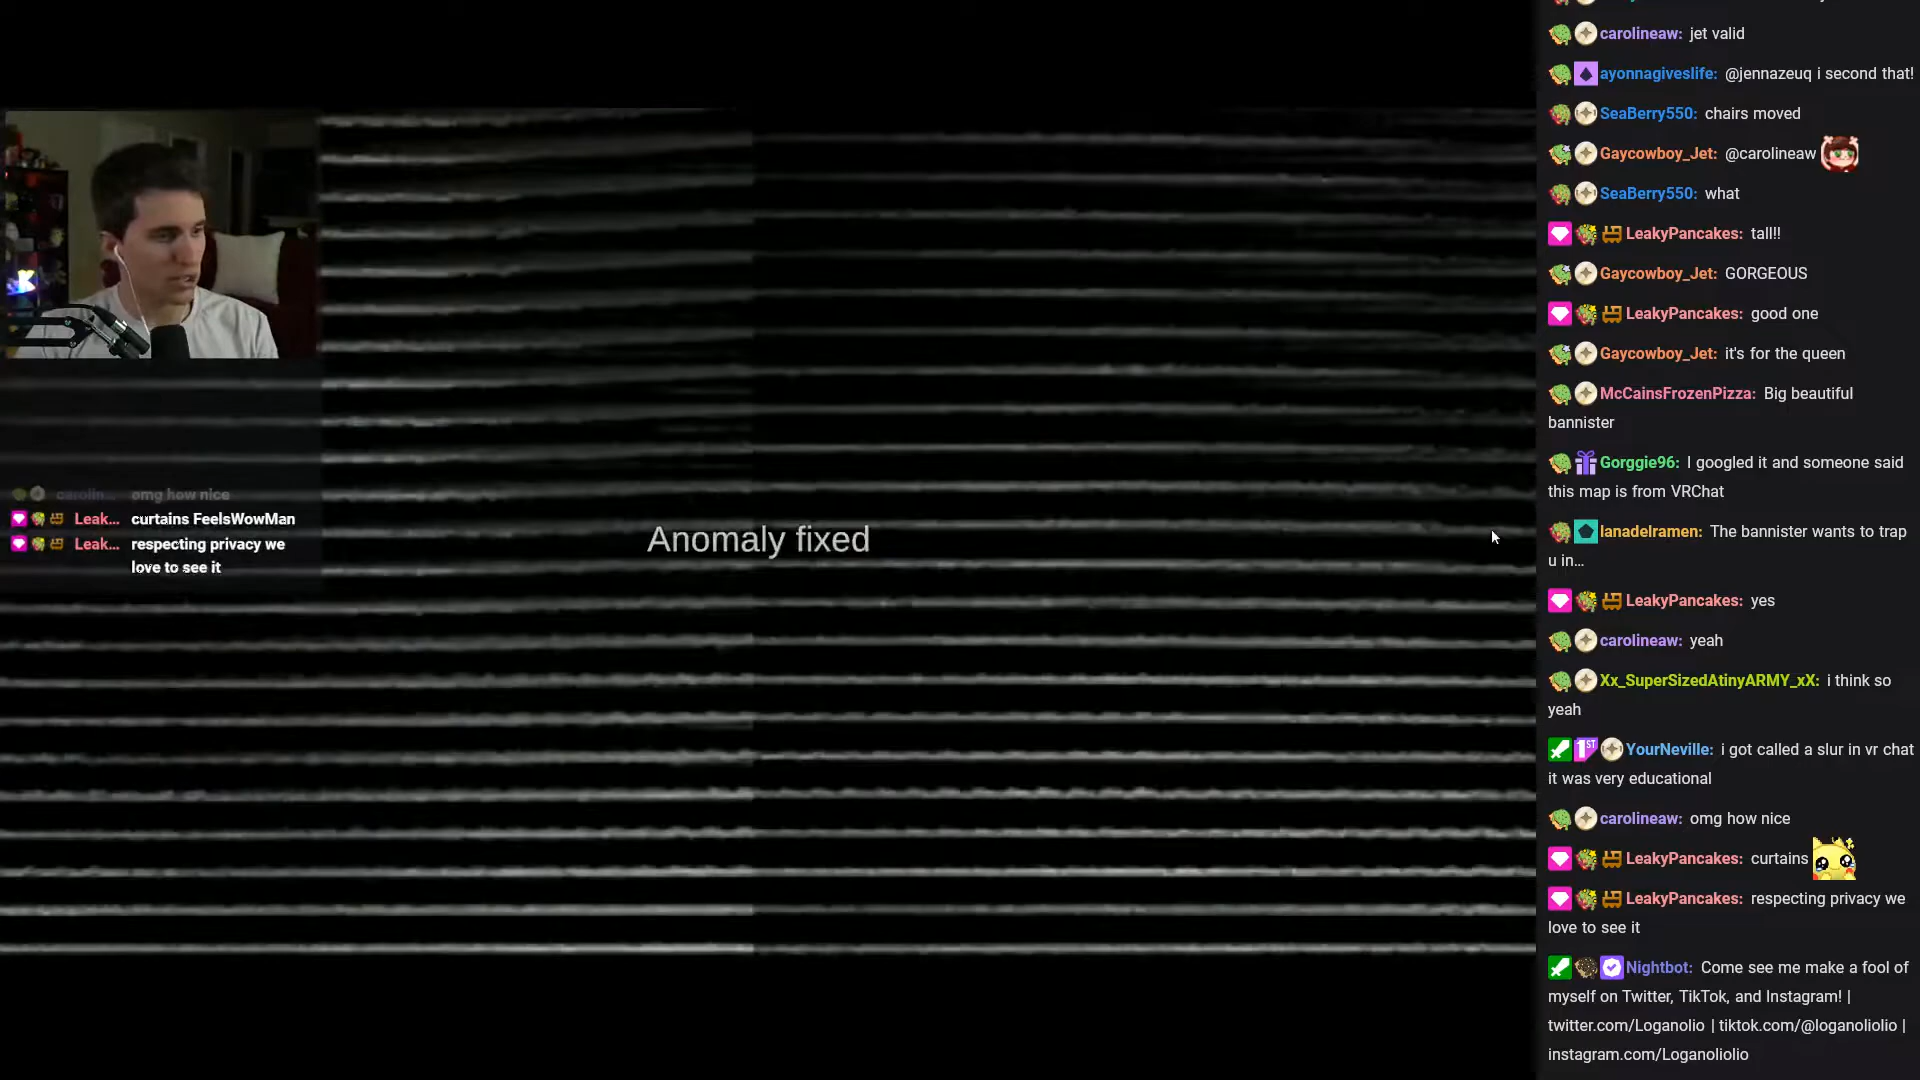 carolineaw: jet valid
ayonnagiveslife: @jennazeuq i second that!
SeaBerry550: chairs moved
Gaycowboy_Jet: @carolineaw
SeaBerry550: what
LeakyPancakes: tall!!
Gaycowboy_Jet: GORGEOUS
LeakyPancakes: good one
Gaycowboy_Jet: it's for the queen
McCainsFrozenPizza: Big beautiful
bannister
Gorggie96: I googled it and someone said
this map is from VRChat
lanadelramen: The bannister wants to trap
u in...
LeakyPancakes: yes
carolineaw: yeah
Xx_SuperSizedAtinyARMY_xX: i think so
yeah
1ST YourNeville: i got called a slur in vr chat
it was very educational
carolineaw: omg how nice
LeakyPancakes: curtains
LeakyPancakes: respecting privacy we
love to see it
Nightbot: Come see me make a fool of
myself on Twitter, TikTok, and Instagram! |
twitter.com/Loganolio | tiktok.com/@loganoliolio |
instagram.com/Loganoliolio
carolin... omg how nice
Leak... curtains FeelsWowMan
Leak... respecting privacy we
love to see it
Anomaly fixed